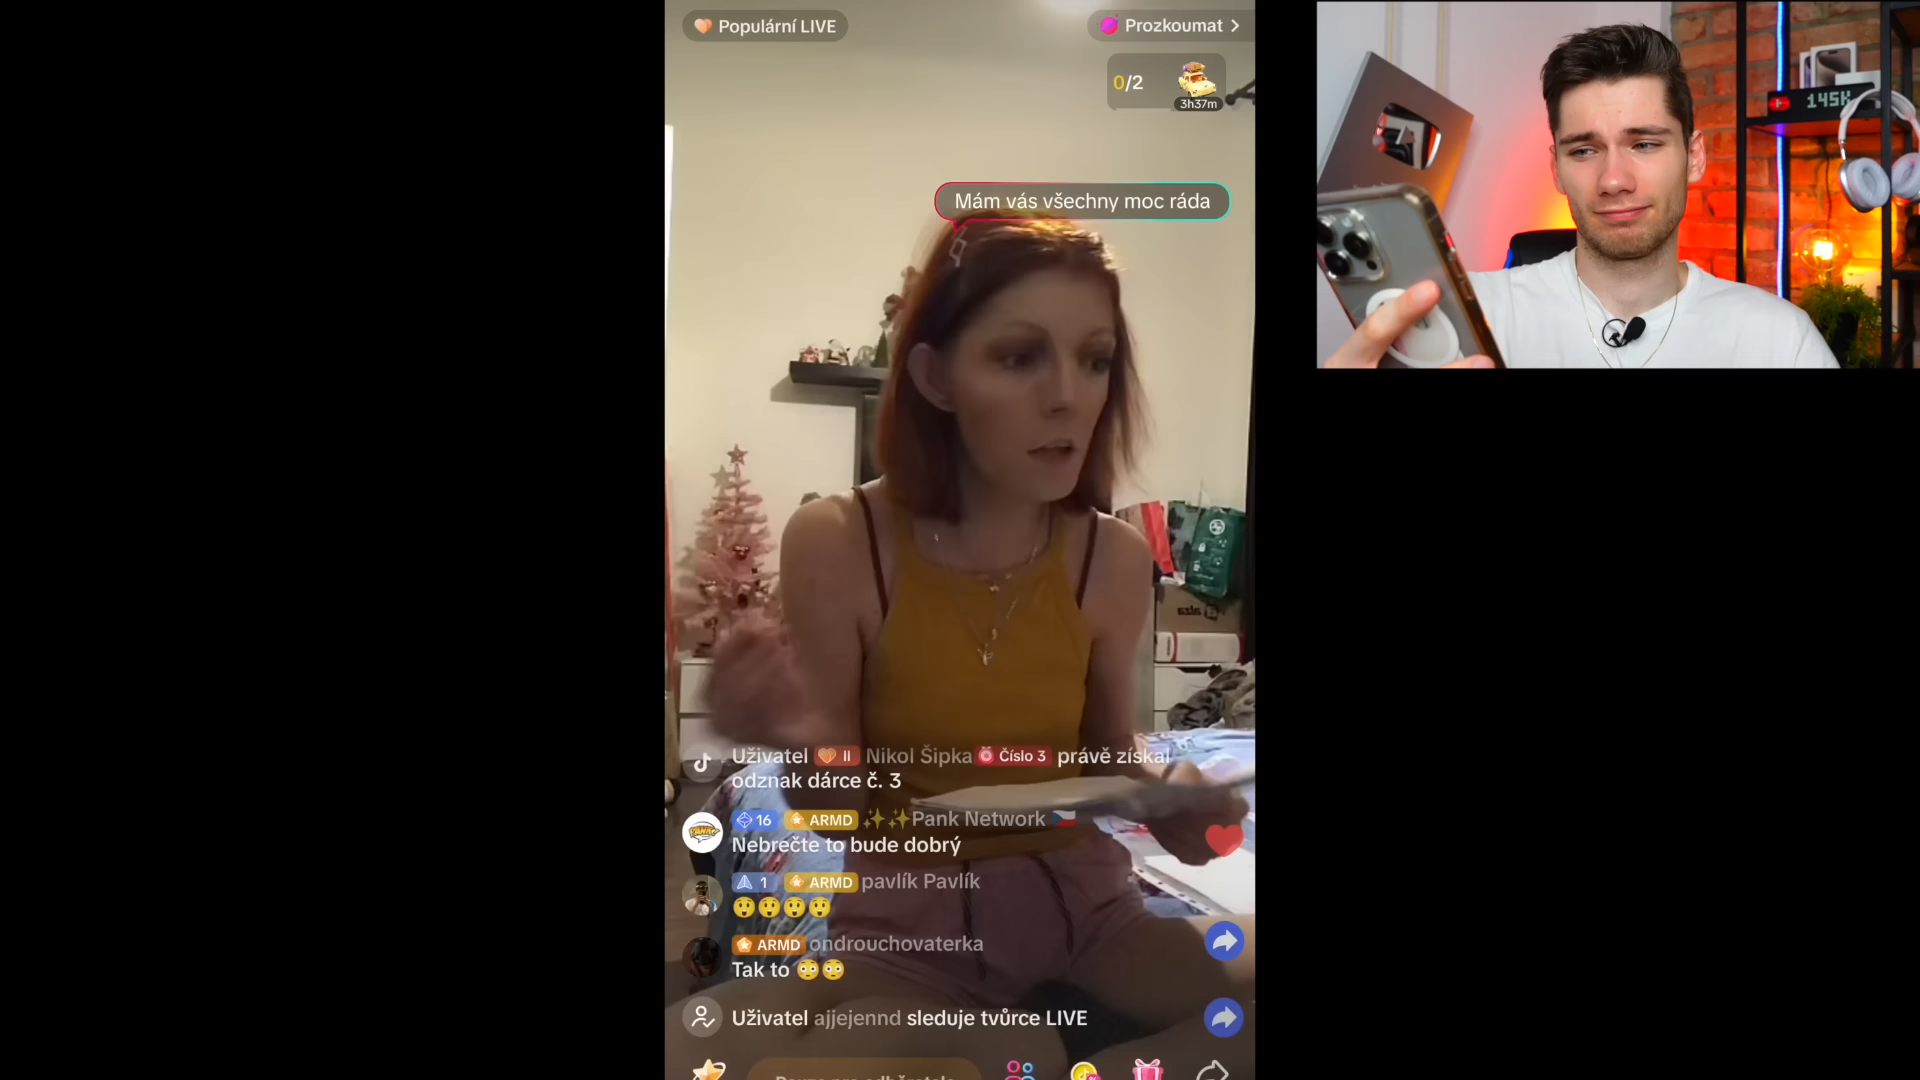 Populární LIVE
Prozkoumat
0/2
3h37m
145K
Mám vás všechny moc ráda
alza
Uživatel II Nikol Šipka Číslo 3 právě získal
odznak dárce č. 3
16 ARMD ✨✨Pank Network 🇨🇿
Nebrečte to bude dobrý
1 ARMD pavlík Pavlík
😲😲😲😲
ARMD ondrouchovaterka
Tak to 😳😳
Uživatel ajjejennd sleduje tvůrce LIVE